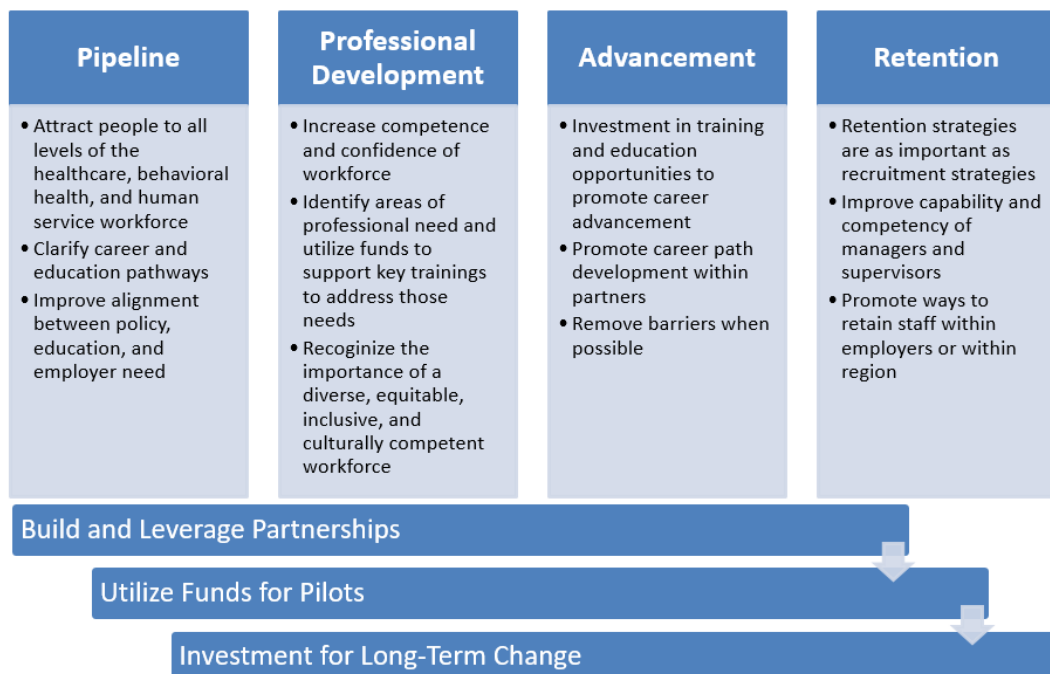 Pipeline
• Attract people to all
levels of the
healthcare, behavioral
health, and human
service workforce
• Clarify career and
education pathways
• Improve alignment
between policy,
education, and
employer need
Professional
Development
• Increase competence
and confidence of
workforce
• Identify areas of
professional need and
utilize funds to
support key trainings
to address those
needs
• Recoginize the
importance of a
diverse, equitable,
inclusive, and
culturally competent
workforce
Advancement
• Investment in training
and education
opportunities to
promote career
advancement
• Promote career path
development within
partners
• Remove barriers when
possible
Retention
• Retention strategies
are as important as
recruitment strategies
• Improve capability and
competency of
managers and
supervisors
• Promote ways to
retain staff within
employers or within
region
Build and Leverage Partnerships
Utilize Funds for Pilots
Investment for Long-Term Change